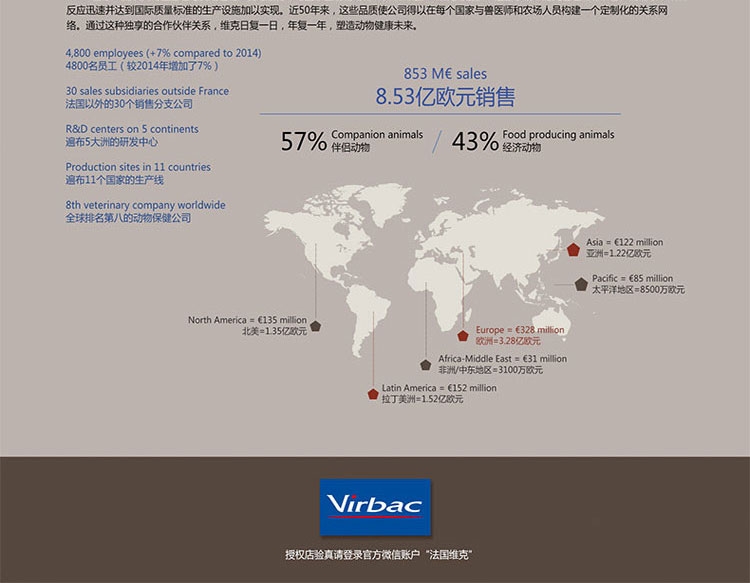 反应迅速并达到国际质量标准的生产设施加以实现。近50年来，这些品质使公司得以在每个国家与兽医师和农场人员构建一个定制化的关系网
络。通过这种独享的合作伙伴关系，维克日复一日，年复一年，塑造动物健康未来。
4,800 employees (+7% compared to 2014)
4800名员工（较2014年增加了7%）
30 sales subsidiaries outside France
法国以外的30个销售分支公司
R&D centers on 5 continents
遍布5大洲的研发中心
Production sites in 11 countries
遍布11个国家的生产线
8th veterinary company worldwide
全球排名第八的动物保健公司
853 M€ sales
8.53亿欧元销售
57% Companion animals
伴侣动物
43% Food producing animals
经济动物
Asia = €122 million
亚洲=1.22亿欧元
Pacific = €85 million
太平洋地区=8500万欧元
North America = €135 million
北美=1.35亿欧元
Europe = €328 million
欧洲=3.28亿欧元
Africa-Middle East = €31 million
非洲/中东地区=3100万欧元
Latin America = €152 million
拉丁美洲=1.52亿欧元
Virbac
授权店验真请登录官方微信账户“法国维克”